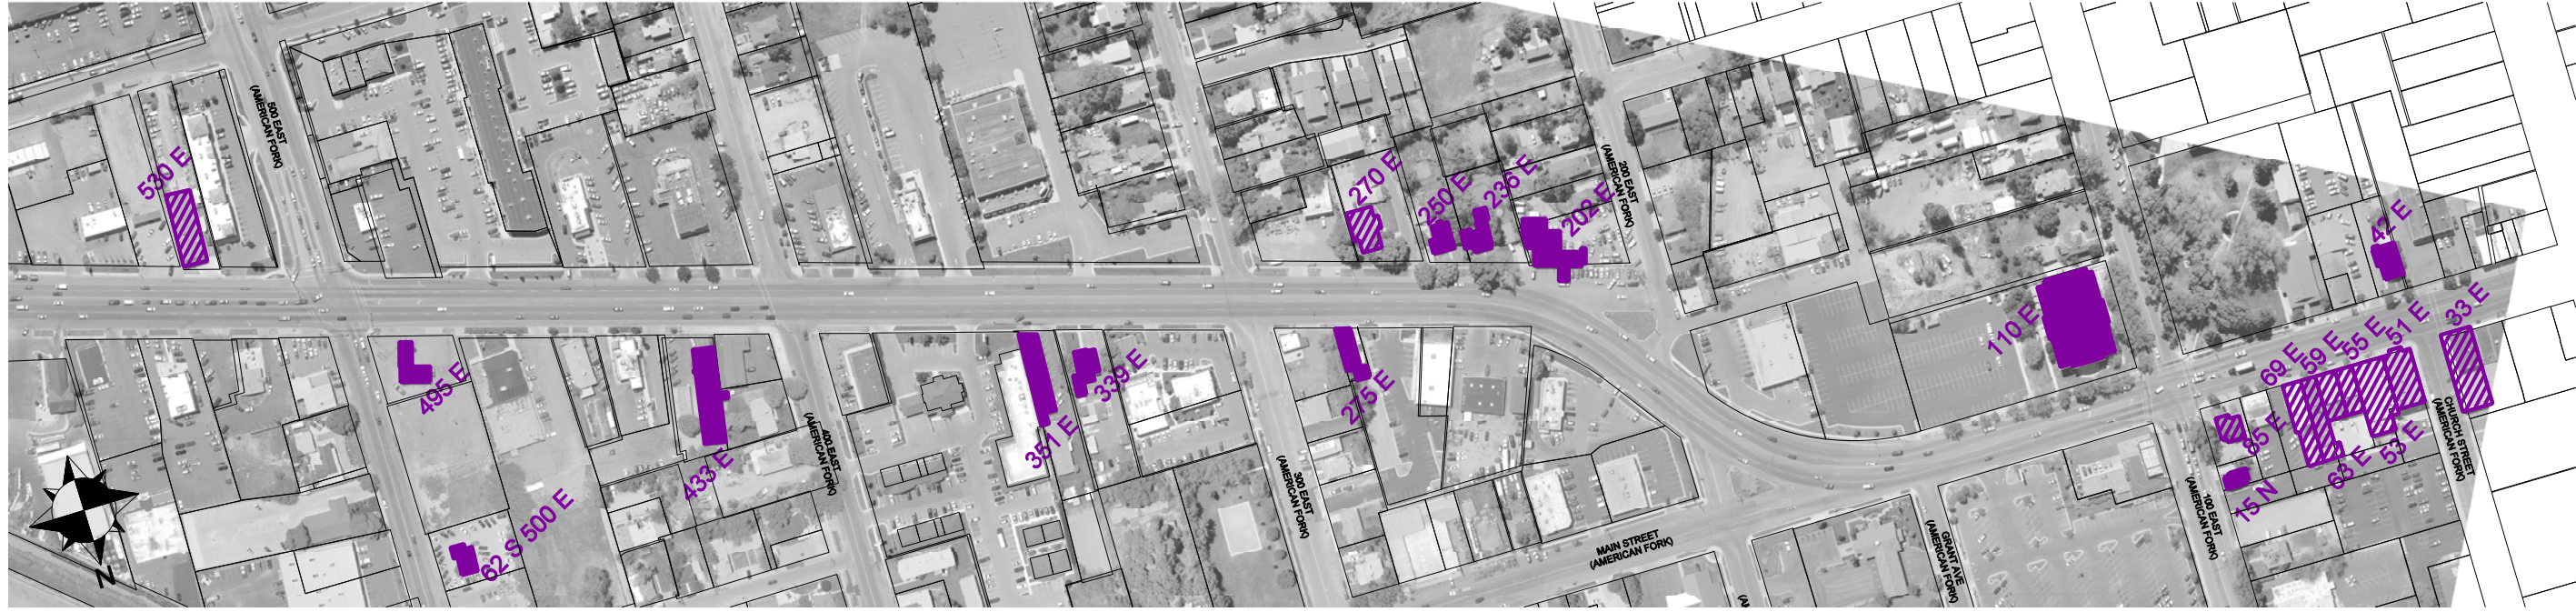 500 EAST
(AMERICAN FORK)
530 E
495 E
62 S 500 E
433 E
400 EAST
(AMERICAN FORK)
351 E
339 E
300 EAST
(AMERICAN FORK)
275 E
270 E
250 E
236 E
202 E
200 EAST
(AMERICAN FORK)
MAIN STREET
(AMERICAN FORK)
GRANT AVE
(AMERICAN FORK)
110 E
100 EAST
(AMERICAN FORK)
85 E
15 N
69 E
59 E
55 E
51 E
63 E
53 E
42 E
33 E
CHURCH STREET
(AMERICAN FORK)
N